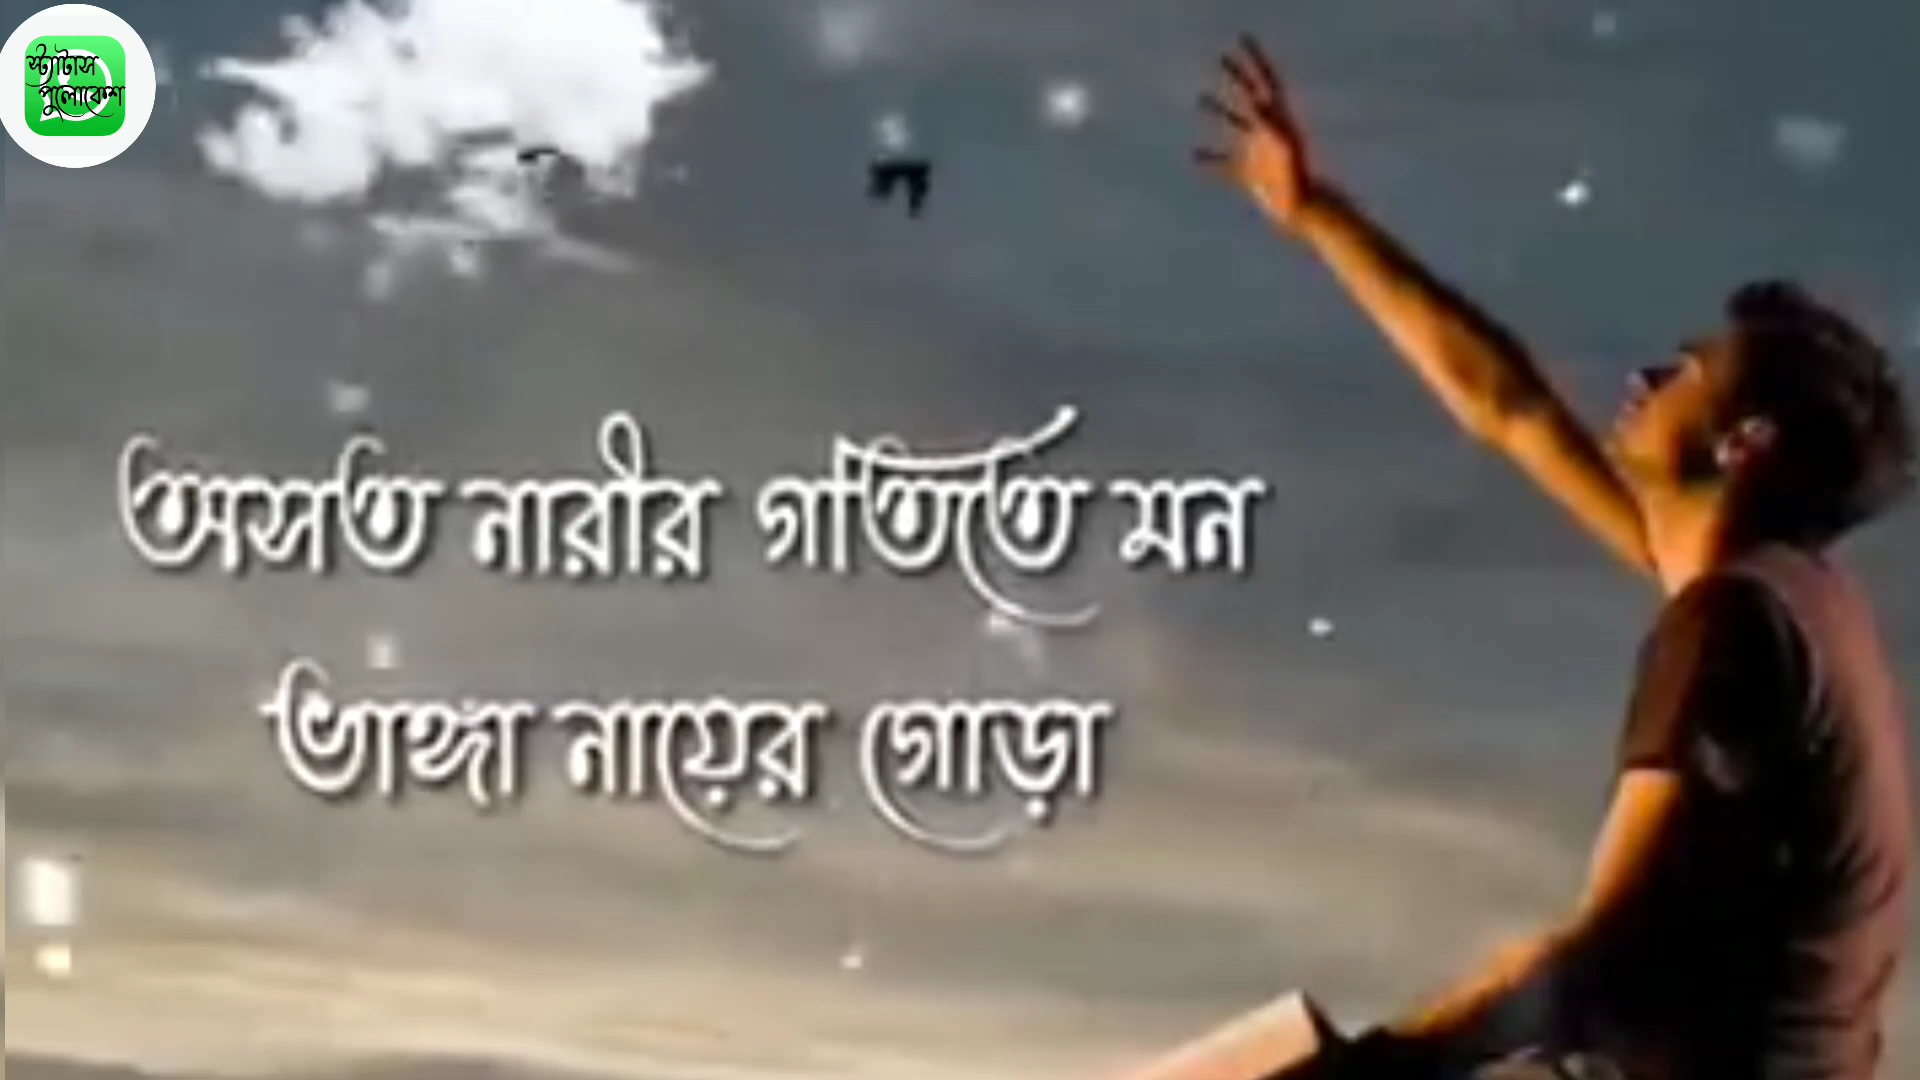 স্ট্যাটাস
পুলোকেশ
অসত নারীর গতিতে মন
ভাঙ্গা নায়ের গোড়া